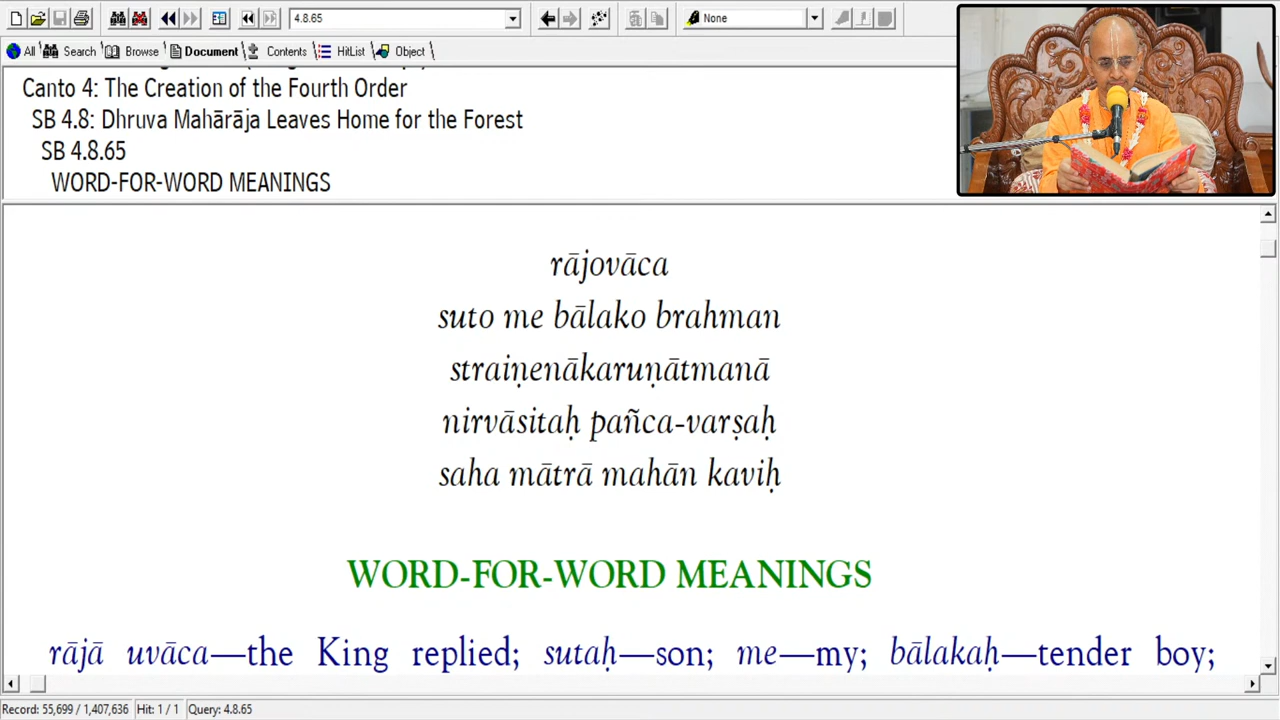 4.8.65
None
All Search Browse Document Contents HitList Object
Canto 4: The Creation of the Fourth Order
SB 4.8: Dhruva Mahārāja Leaves Home for the Forest
SB 4.8.65
WORD-FOR-WORD MEANINGS
rājovāca
suto me bālako brahman
straiṇenākaruṇātmanā
nirvāsitaḥ pañca-varṣaḥ
saha mātrā mahān kaviḥ
WORD-FOR-WORD MEANINGS
rājā uvāca—the King replied; sutaḥ—son; me—my; bālakaḥ—tender boy;
Record: 55,699 / 1,407,636 Hit: 1 / 1 Query: 4.8.65